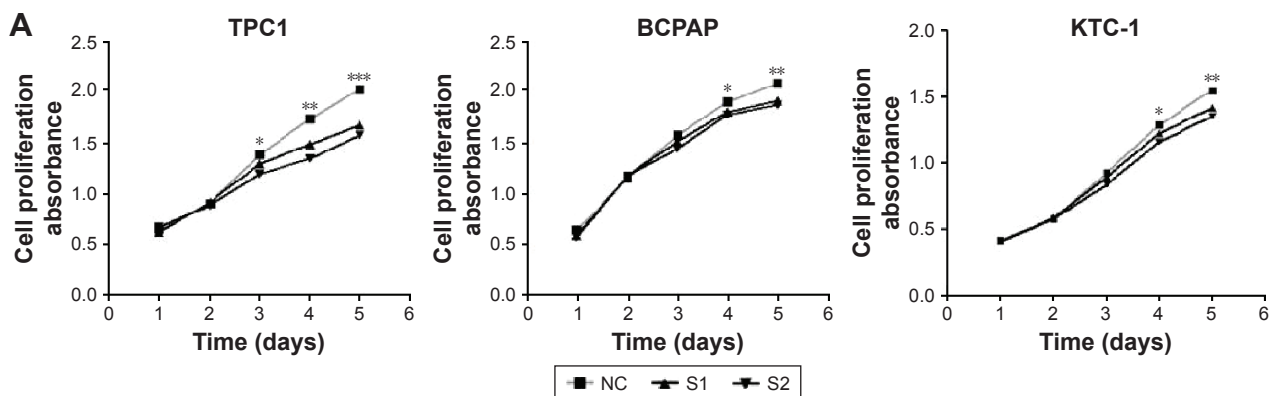 A
TPC1
Cell proliferation
absorbance
2.5
2.0
1.5
1.0
0.5
0.0
*
**
***
0 1 2 3 4 5 6
Time (days)
BCPAP
Cell proliferation
absorbance
2.5
2.0
1.5
1.0
0.5
0.0
*
**
0 1 2 3 4 5 6
Time (days)
KTC-1
Cell proliferation
absorbance
2.0
1.5
1.0
0.5
0.0
*
**
0 1 2 3 4 5 6
Time (days)
NC S1 S2